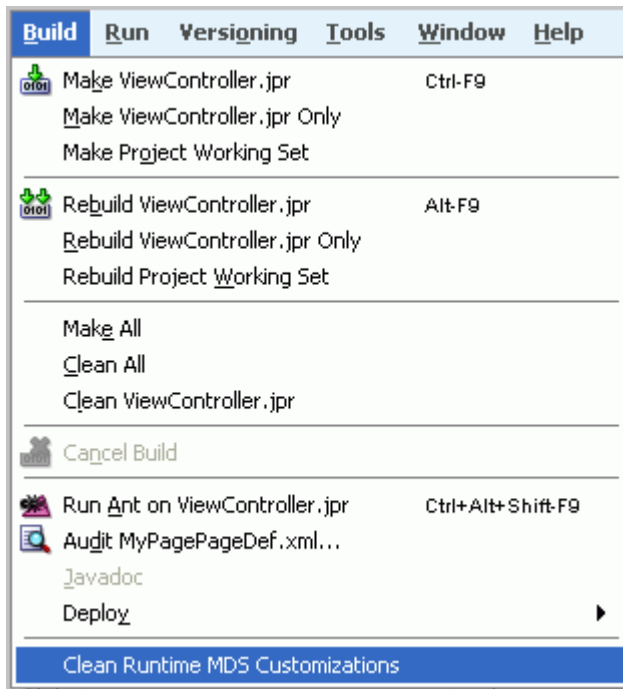 Build Run Versioning Tools Window Help
Make ViewController.jpr Ctrl-F9
Make ViewController.jpr Only
Make Project Working Set
Rebuild ViewController.jpr Alt-F9
Rebuild ViewController.jpr Only
Rebuild Project Working Set
Make All
Clean All
Clean ViewController.jpr
Cancel Build
Run Ant on ViewController.jpr Ctrl+Alt+Shift-F9
Audit MyPagePageDef.xml...
Javadoc
Deploy
Clean Runtime MDS Customizations